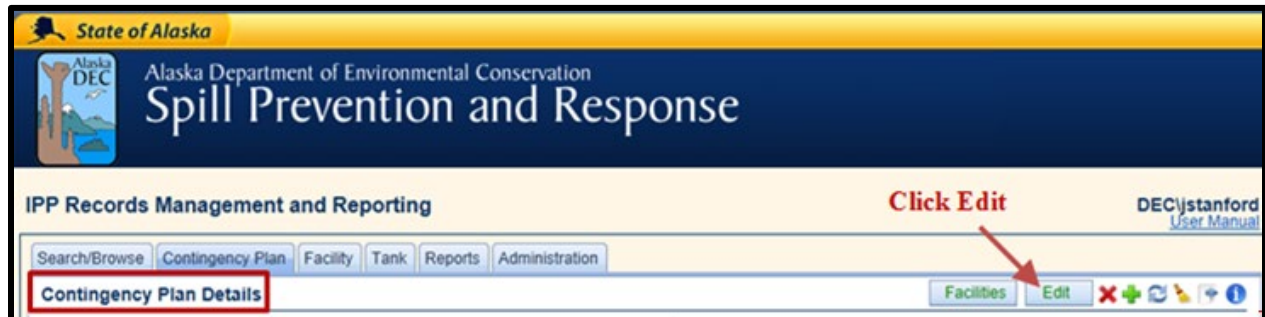 State of Alaska
Alaska
DEC
Alaska Department of Environmental Conservation
Spill Prevention and Response
IPP Records Management and Reporting
Click Edit
DEC\jstanford
User Manual
Search/Browse Contingency Plan Facility Tank Reports Administration
Contingency Plan Details
Facilities Edit